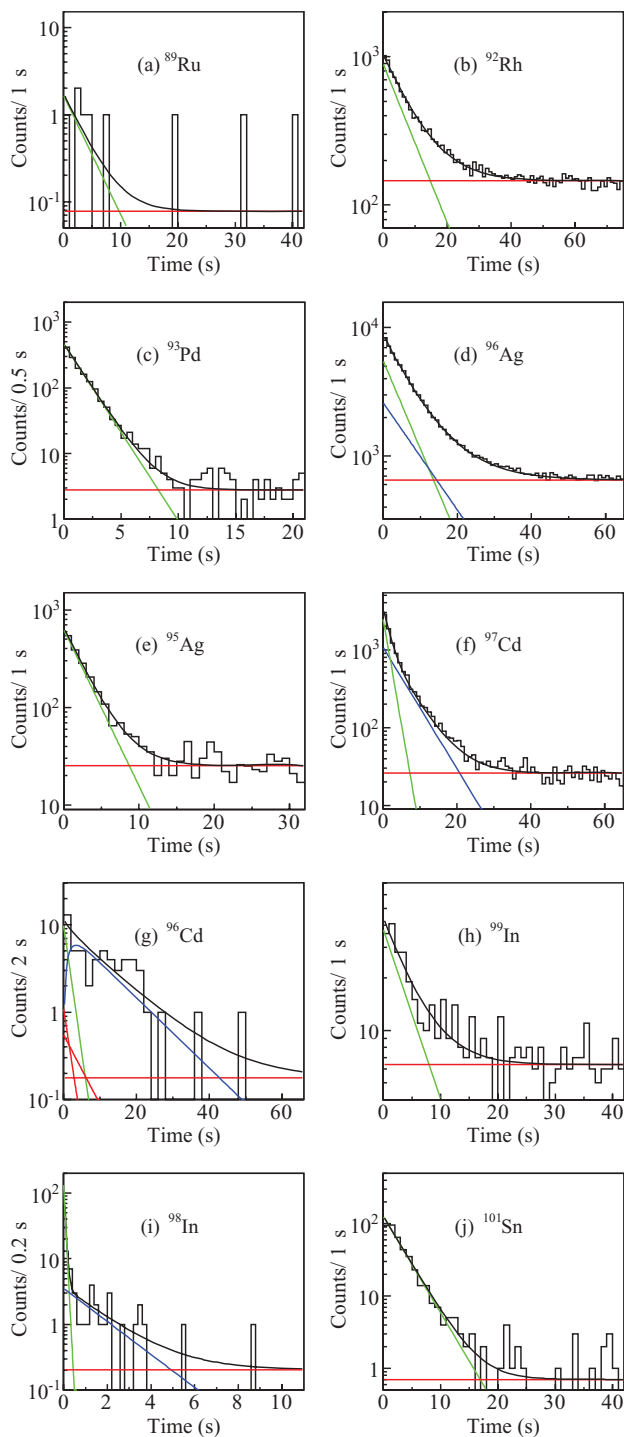 (a) ⁸⁹Ru
Counts/ 1 s
10
1
10⁻¹
0 10 20 30 40
Time (s)
(b) ⁹²Rh
Counts/ 1 s
10³
10²
0 20 40 60
Time (s)
(c) ⁹³Pd
Counts/ 0.5 s
10³
10²
10
1
0 5 10 15 20
Time (s)
(d) ⁹⁶Ag
Counts/ 1 s
10⁴
10³
0 20 40 60
Time (s)
(e) ⁹⁵Ag
Counts/ 1 s
10³
10²
10
0 10 20 30
Time (s)
(f) ⁹⁷Cd
Counts/ 1 s
10³
10²
10
0 20 40 60
Time (s)
(g) ⁹⁶Cd
Counts/ 2 s
10
1
10⁻¹
0 20 40 60
Time (s)
(h) ⁹⁹In
Counts/ 1 s
10
0 10 20 30 40
Time (s)
(i) ⁹⁸In
Counts/ 0.2 s
10²
10
1
10⁻¹
0 2 4 6 8 10
Time (s)
(j) ¹⁰¹Sn
Counts/ 1 s
10²
10
1
0 10 20 30 40
Time (s)